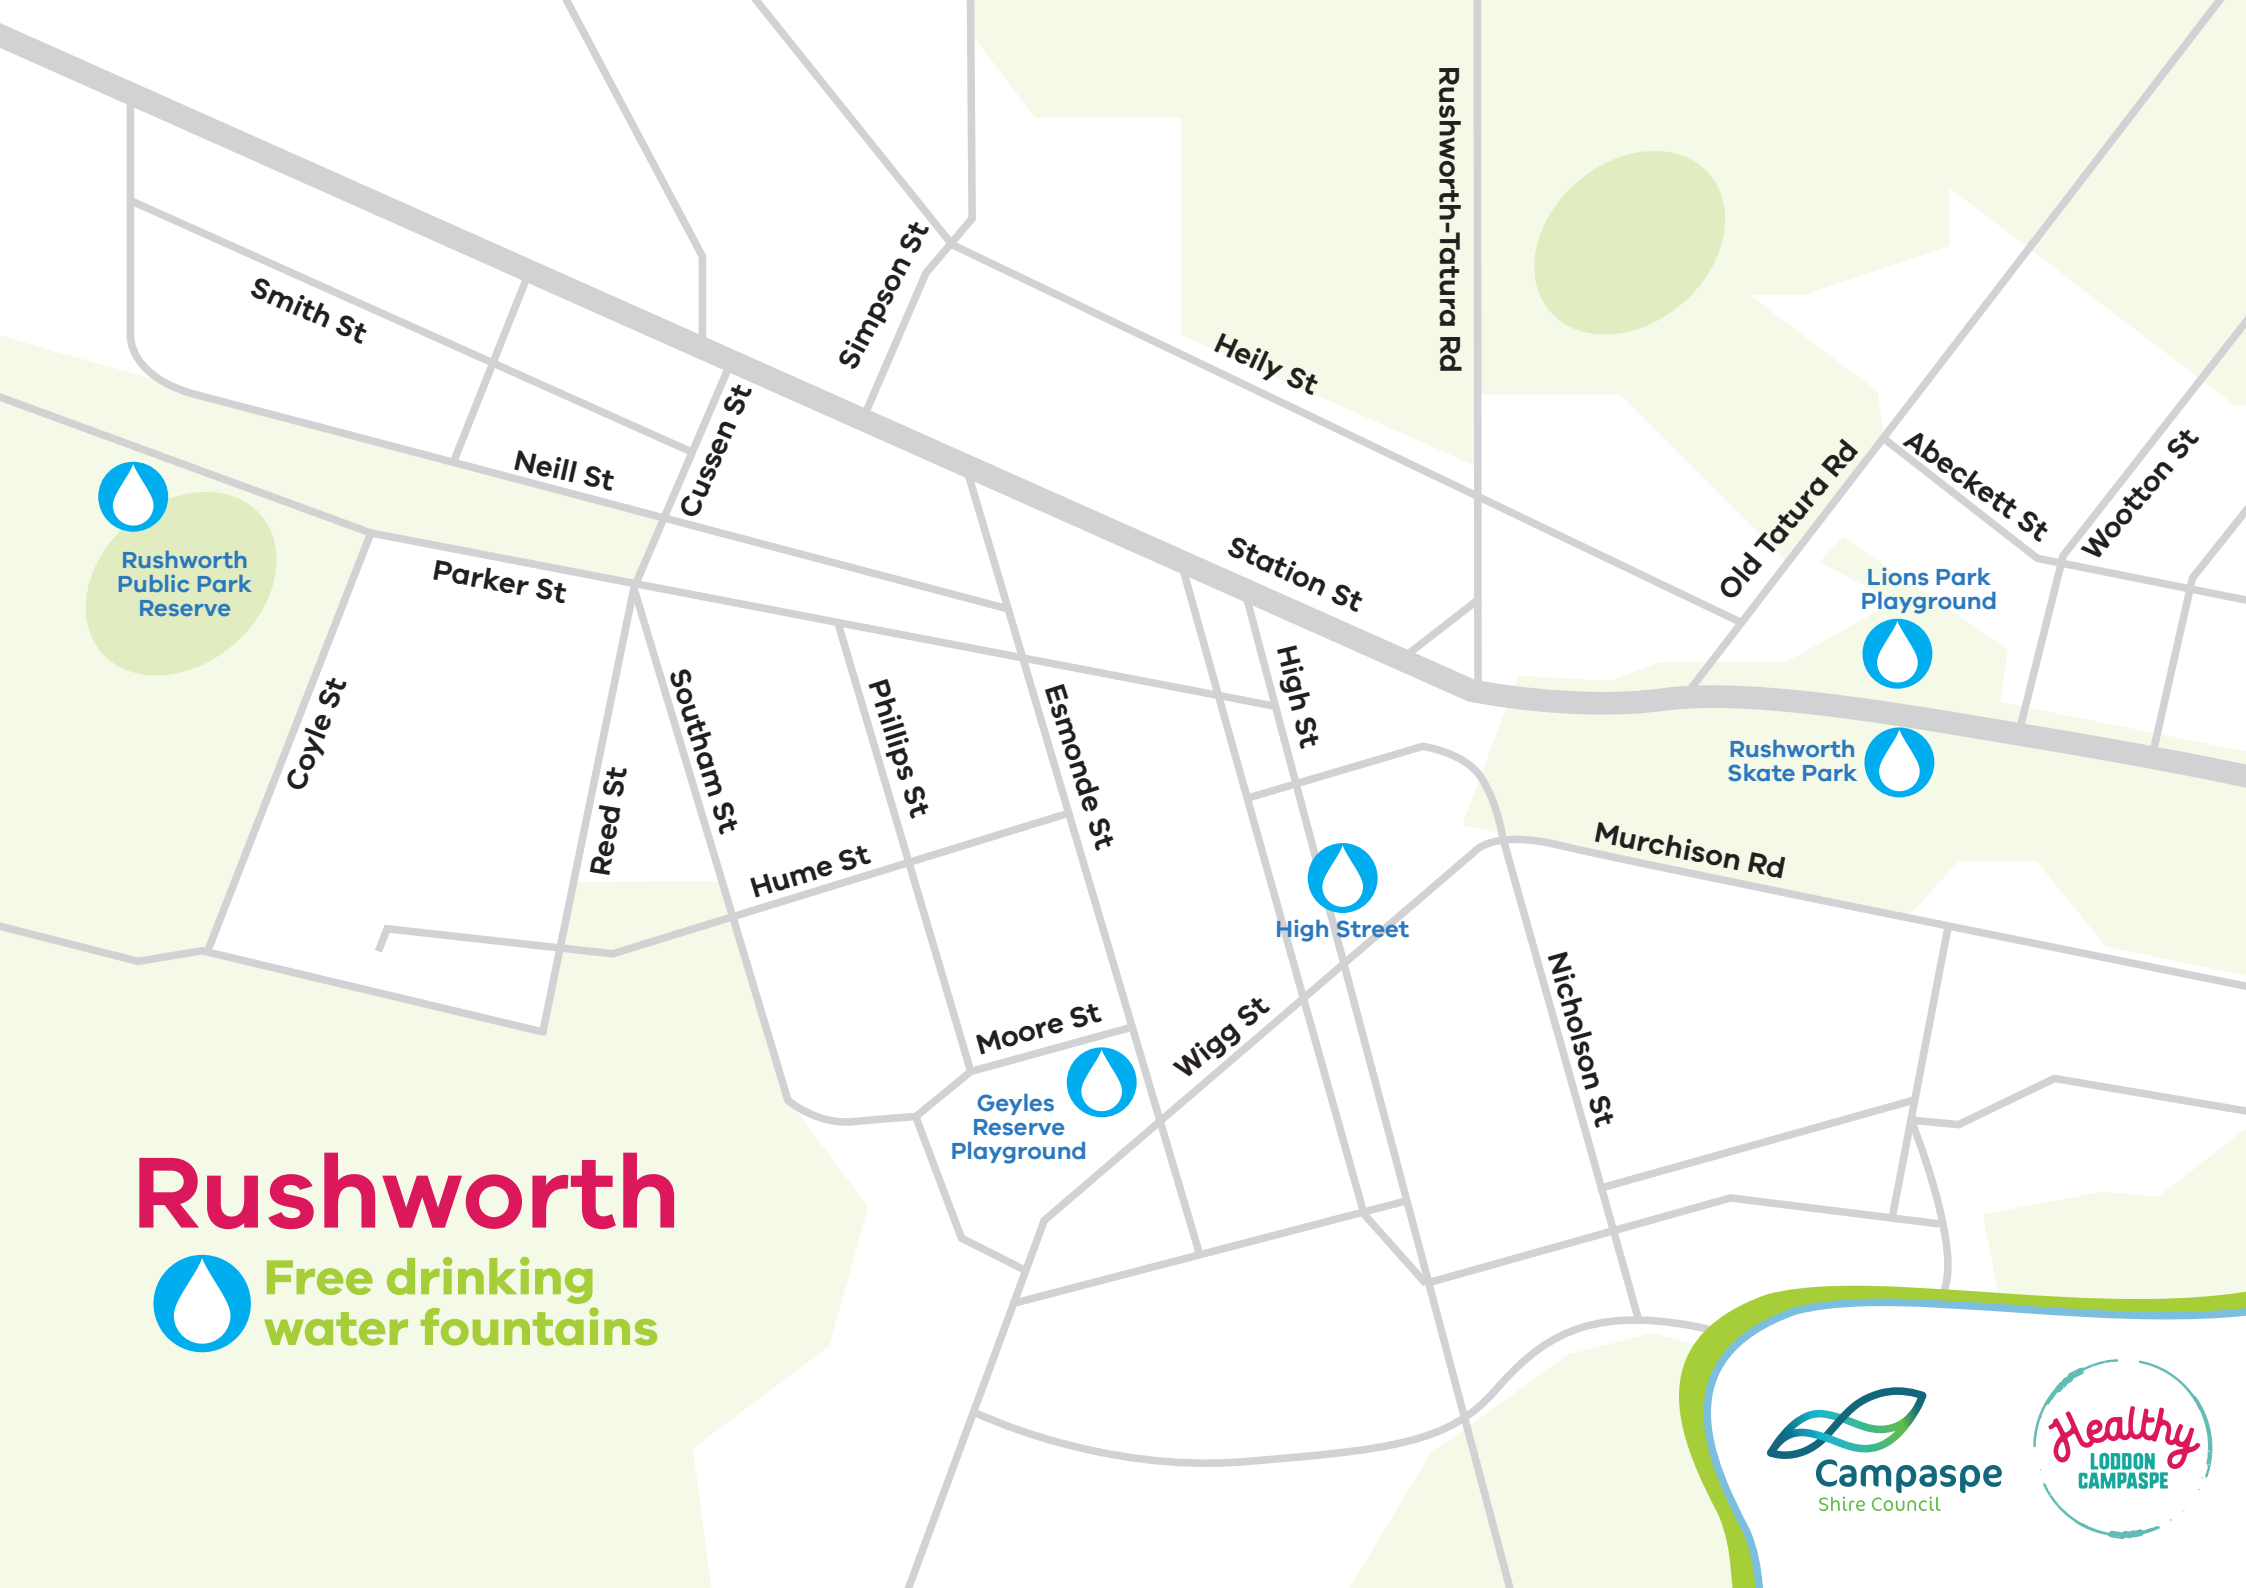 Rushworth-Tatura Rd
Simpson St
Smith St
Heily St
Cussen St
Neill St
Abeckett St
Wootton St
Old Tatura Rd
Station St
Parker St
Rushworth
Public Park
Reserve
Lions Park
Playground
Coyle St
Reed St
Southam St
Phillips St
Esmonde St
High St
Rushworth
Skate Park
Hume St
Murchison Rd
High Street
Nicholson St
Moore St
Wigg St
Geyles
Reserve
Playground
Rushworth
Free drinking
water fountains
Campaspe
Shire Council
Healthy
LODDON
CAMPASPE